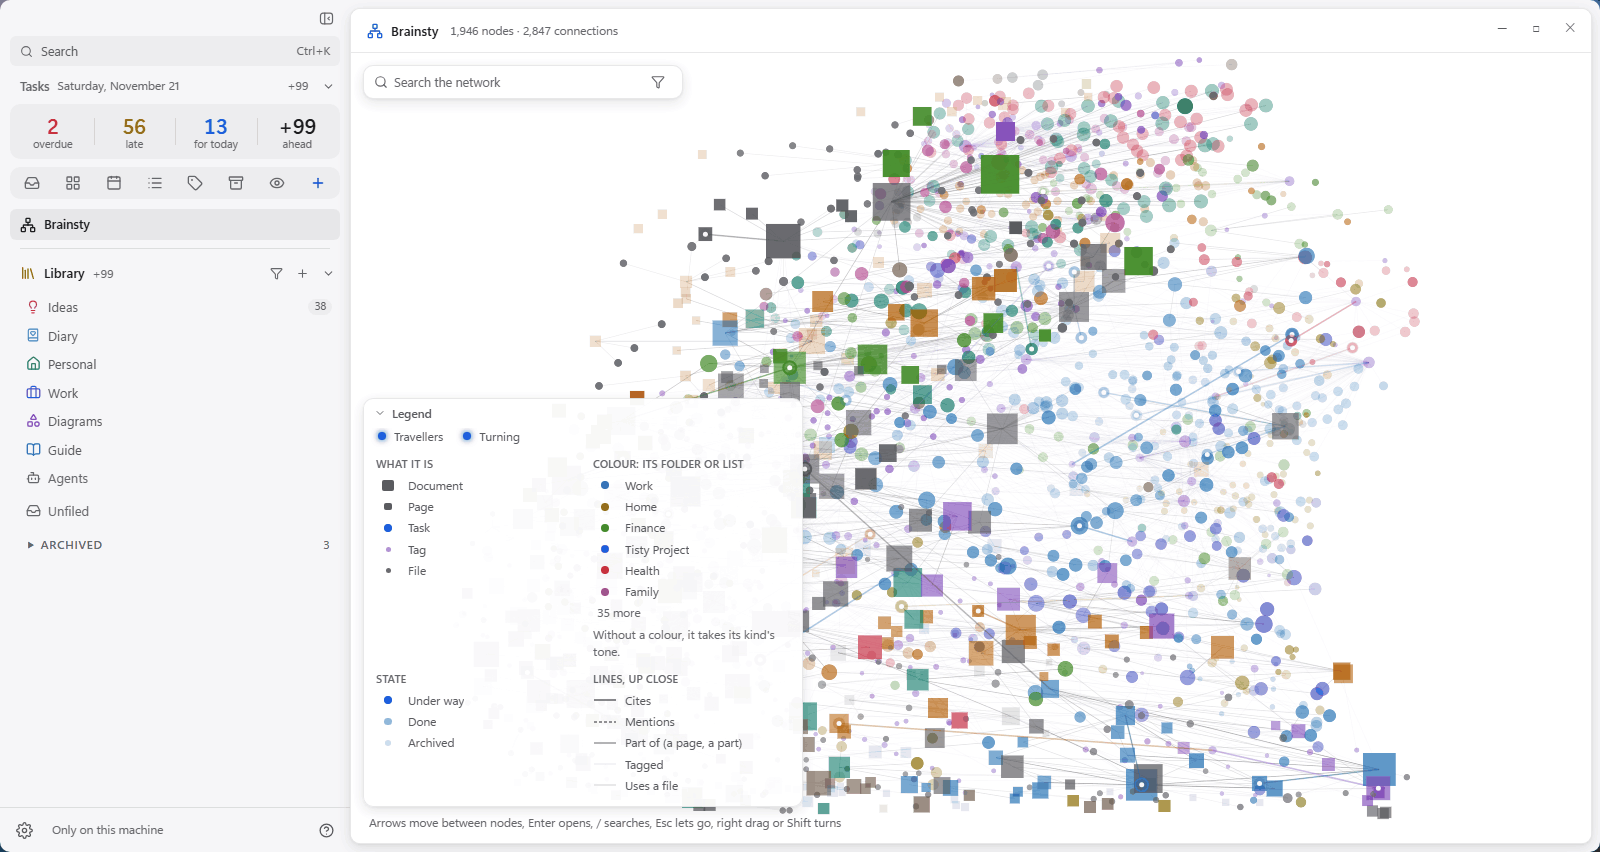 Search Ctrl+K
Tasks Saturday, November 21 +99
2 56 13 +99
overdue late for today ahead
Brainsty
Library +99
Ideas 38
Diary
Personal
Work
Diagrams
Guide
Agents
Unfiled
ARCHIVED 3
Only on this machine
Brainsty 1,946 nodes · 2,847 connections
Search the network
Legend
Travellers Turning
WHAT IT IS
Document
Page
Task
Tag
File
COLOUR: ITS FOLDER OR LIST
Work
Home
Finance
Tisty Project
Health
Family
35 more
Without a colour, it takes its kind's
tone.
STATE
Under way
Done
Archived
LINES, UP CLOSE
Cites
Mentions
Part of (a page, a part)
Tagged
Uses a file
Arrows move between nodes, Enter opens, / searches, Esc lets go, right drag or Shift turns